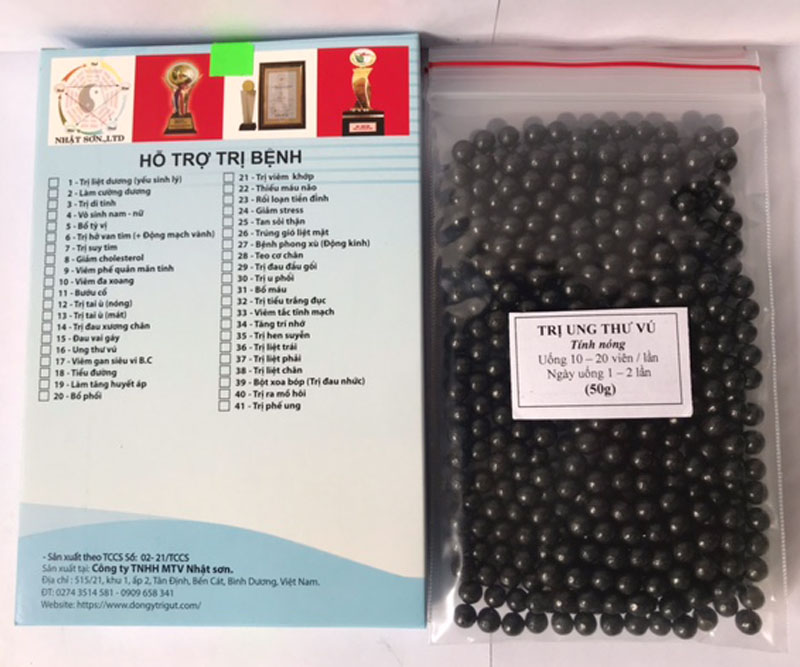 NHẬT SƠN.,LTD
HỖ TRỢ TRỊ BỆNH
1 - Trị liệt dương (yếu sinh lý)
2 - Làm cường dương
3 - Trị di tinh
4 - Vô sinh nam - nữ
5 - Bổ tỳ vị
6 - Trị hở van tim (+ Động mạch vành)
7 - Trị suy tim
8 - Giảm cholesterol
9 - Viêm phế quản mãn tính
10 - Viêm đa xoang
11 - Bướu cổ
12 - Trị tai ù (nóng)
13 - Trị tai ù (mát)
14 - Trị đau xương chân
15 - Đau vai gáy
16 - Ung thư vú
17 - Viêm gan siêu vi B.C
18 - Tiểu đường
19 - Làm tăng huyết áp
20 - Bổ phổi
21 - Trị viêm khớp
22 - Thiếu máu não
23 - Rối loạn tiền đình
24 - Giảm stress
25 - Tan sỏi thận
26 - Trúng gió liệt mặt
27 - Bệnh phong xù (Động kinh)
28 - Teo cơ chân
29 - Trị đau đầu gối
30 - Trị u phổi
31 - Bổ máu
32 - Trị tiểu trắng đục
33 - Viêm tắc tĩnh mạch
34 - Tăng trí nhớ
35 - Trị hen suyễn
36 - Trị liệt trái
37 - Trị liệt phải
38 - Trị liệt chân
39 - Bột xoa bóp (Trị đau nhức)
40 - Trị ra mồ hôi
41 - Trị phế ung
- Sản xuất theo TCCS Số: 02- 21/TCCS
Sản xuất tại: Công ty TNHH MTV Nhật sơn.
Địa chỉ : 515/21, khu 1, ấp 2, Tân Định, Bến Cát, Bình Dương, Việt Nam.
ĐT: 0274 3514 581 - 0909 658 341
Website: https://www.dongytrigut.com/
TRỊ UNG THƯ VÚ
Tính nóng
Uống 10 – 20 viên / lần
Ngày uống 1 – 2 lần
(50g)